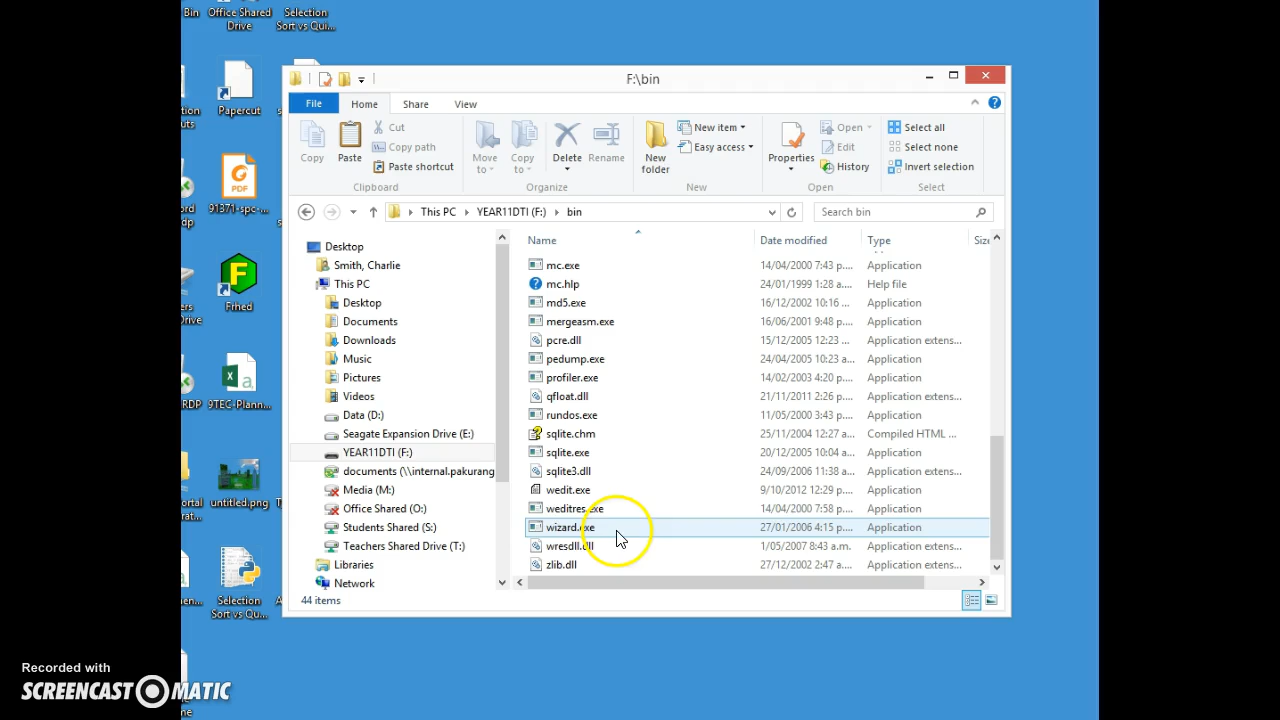 Bin
Office Shared
Drive
Selection
Sort vs Qui...
Papercut
91371-spc-...
Frhed
9TEC-Plann...
untitled.png
Selection
Sort vs Qu...
F:\bin
File
Home
Share
View
Copy
Paste
Cut
Copy path
Paste shortcut
Clipboard
Move
to
Copy
to
Delete
Rename
Organize
New
folder
New item
Easy access
New
Properties
Open
Edit
History
Open
Select all
Select none
Invert selection
Select
This PC
YEAR11DTI (F:)
bin
Search bin
Desktop
Smith, Charlie
This PC
Desktop
Documents
Downloads
Music
Pictures
Videos
Data (D:)
Seagate Expansion Drive (E:)
YEAR11DTI (F:)
documents (\\internal.pakurang
Media (M:)
Office Shared (O:)
Students Shared (S:)
Teachers Shared Drive (T:)
Libraries
Network
Name Date modified Type
mc.exe 14/04/2000 7:43 p.... Application
mc.hlp 24/01/1999 1:28 a.... Help file
md5.exe 16/12/2002 10:16 ... Application
mergeasm.exe 16/06/2001 9:48 p.... Application
pcre.dll 15/12/2005 12:23 ... Application extens...
pedump.exe 24/04/2005 10:23 a... Application
profiler.exe 14/02/2003 4:20 p.... Application
qfloat.dll 21/11/2011 2:26 p.... Application extens...
rundos.exe 11/05/2000 3:43 p.... Application
sqlite.chm 25/11/2004 12:27 a... Compiled HTML ...
sqlite.exe 20/12/2005 10:04 ... Application
sqlite3.dll 24/09/2006 11:38 a... Application extens...
wedit.exe 9/10/2012 12:29 p.... Application
weditres.exe 14/04/2000 7:58 p.... Application
wizard.exe 27/01/2006 4:15 p.... Application
wresdll.dll 1/05/2007 8:43 a.m. Application extens...
zlib.dll 27/12/2002 2:47 a.... Application extens...
44 items
Recorded with
SCREENCAST MATIC